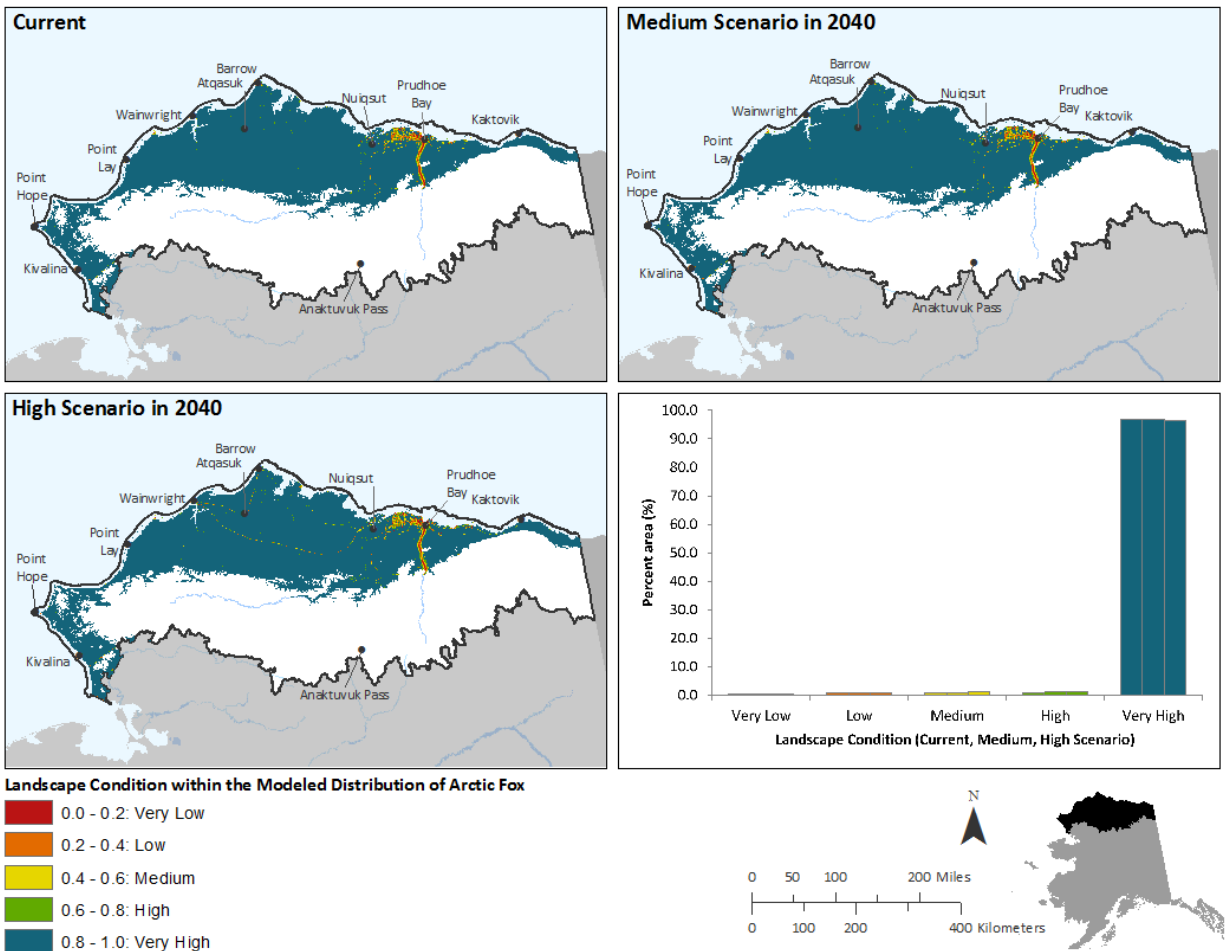 Current
Barrow
Atqasuk
Wainwright
Nuiqsut
Prudhoe
Bay
Kaktovik
Point
Lay
Point
Hope
Kivalina
Anaktuvuk Pass
Medium Scenario in 2040
Barrow
Atqasuk
Wainwright
Nuiqsut
Prudhoe
Bay
Kaktovik
Point
Lay
Point
Hope
Kivalina
Anaktuvuk Pass
High Scenario in 2040
Barrow
Atqasuk
Wainwright
Nuiqsut
Prudhoe
Bay
Kaktovik
Point
Lay
Point
Hope
Kivalina
Anaktuvuk Pass
Percent area (%)
100.0
90.0
80.0
70.0
60.0
50.0
40.0
30.0
20.0
10.0
0.0
Very Low Low Medium High Very High
Landscape Condition (Current, Medium, High Scenario)
Landscape Condition within the Modeled Distribution of Arctic Fox
0.0 - 0.2: Very Low
0.2 - 0.4: Low
0.4 - 0.6: Medium
0.6 - 0.8: High
0.8 - 1.0: Very High
N
0 50 100 200 Miles
0 100 200 400 Kilometers